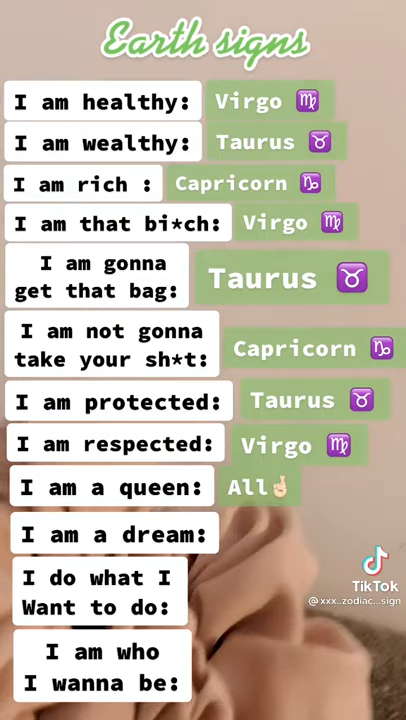 Earth signs
I am healthy: Virgo ♍
I am wealthy: Taurus ♉
I am rich : Capricorn ♑
I am that bi*ch: Virgo ♍
I am gonna
get that bag: Taurus ♉
I am not gonna
take your sh*t: Capricorn ♑
I am protected: Taurus ♉
I am respected: Virgo ♍
I am a queen: All🤞🏻
I am a dream:
I do what I
Want to do:
I am who
I wanna be:
TikTok
@xxx..zodiac...sign